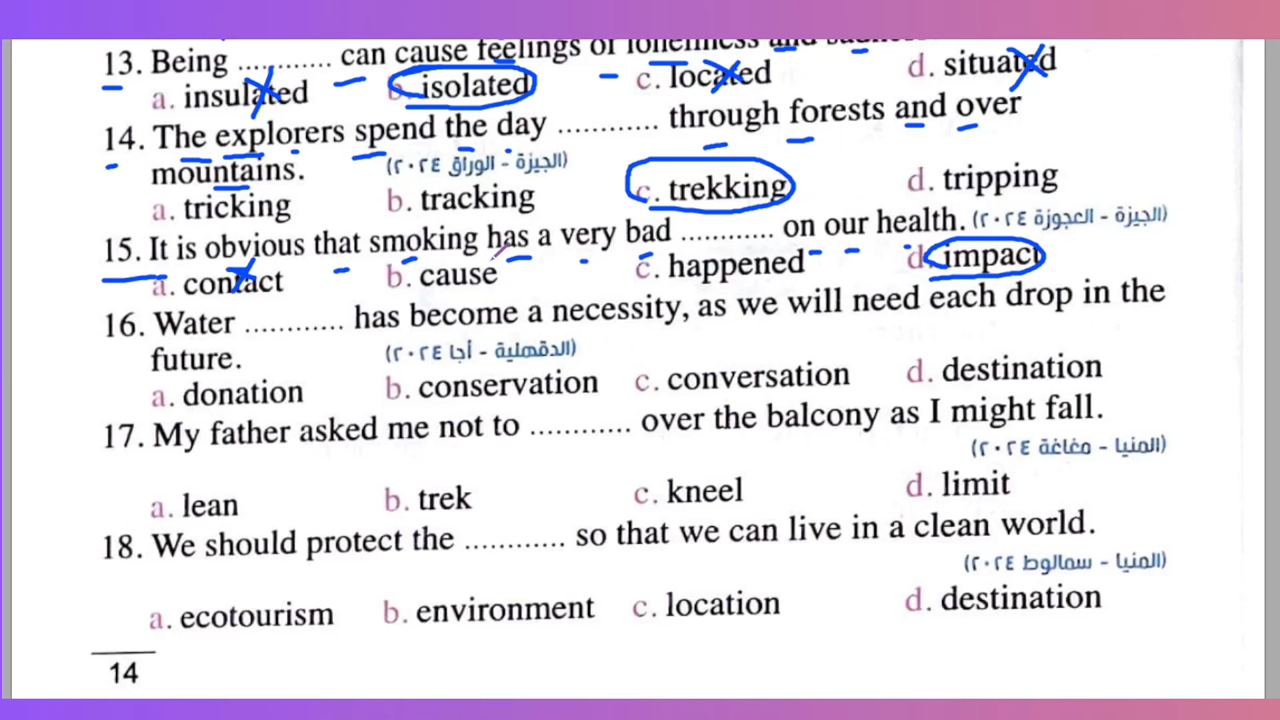 13. Being ............ can cause feelings of loneliness and
a. insulated b. isolated c. located d. situated
14. The explorers spend the day ............ through forests and over
mountains. (الجيزة - الوراق ٢٠٢٤)
a. tricking b. tracking c. trekking d. tripping
15. It is obvious that smoking has a very bad ............ on our health. (الجيزة - العجوزة ٢٠٢٤)
a. contact b. cause c. happened d. impact
16. Water ............ has become a necessity, as we will need each drop in the
future. (الدقهلية - أجا ٢٠٢٤)
a. donation b. conservation c. conversation d. destination
17. My father asked me not to ............ over the balcony as I might fall.
(المنيا - مغاغة ٢٠٢٤)
a. lean b. trek c. kneel d. limit
18. We should protect the ............ so that we can live in a clean world.
(المنيا - سمالوط ٢٠٢٤)
a. ecotourism b. environment c. location d. destination
14